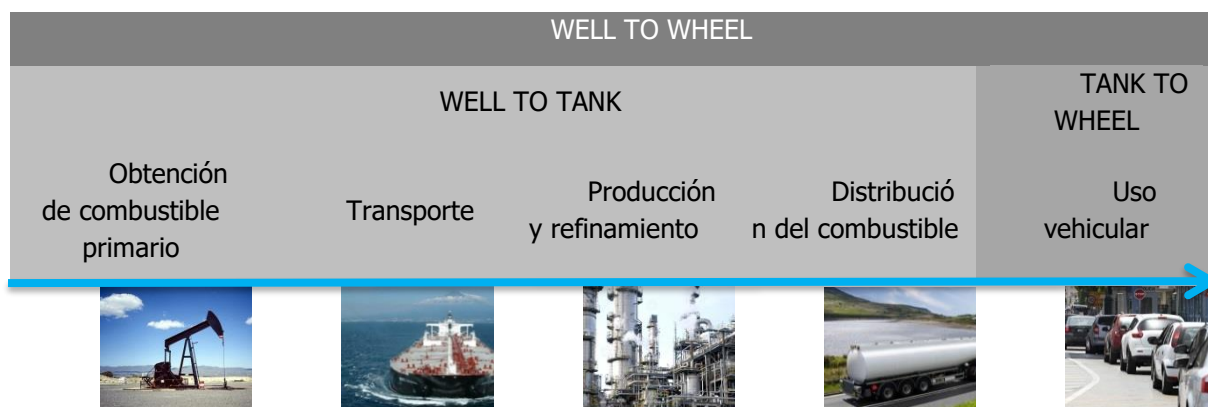 WELL TO WHEEL
WELL TO TANK
TANK TO
WHEEL
Obtención
de combustible
primario
Transporte
Producción
y refinamiento
Distribució
n del combustible
Uso
vehicular